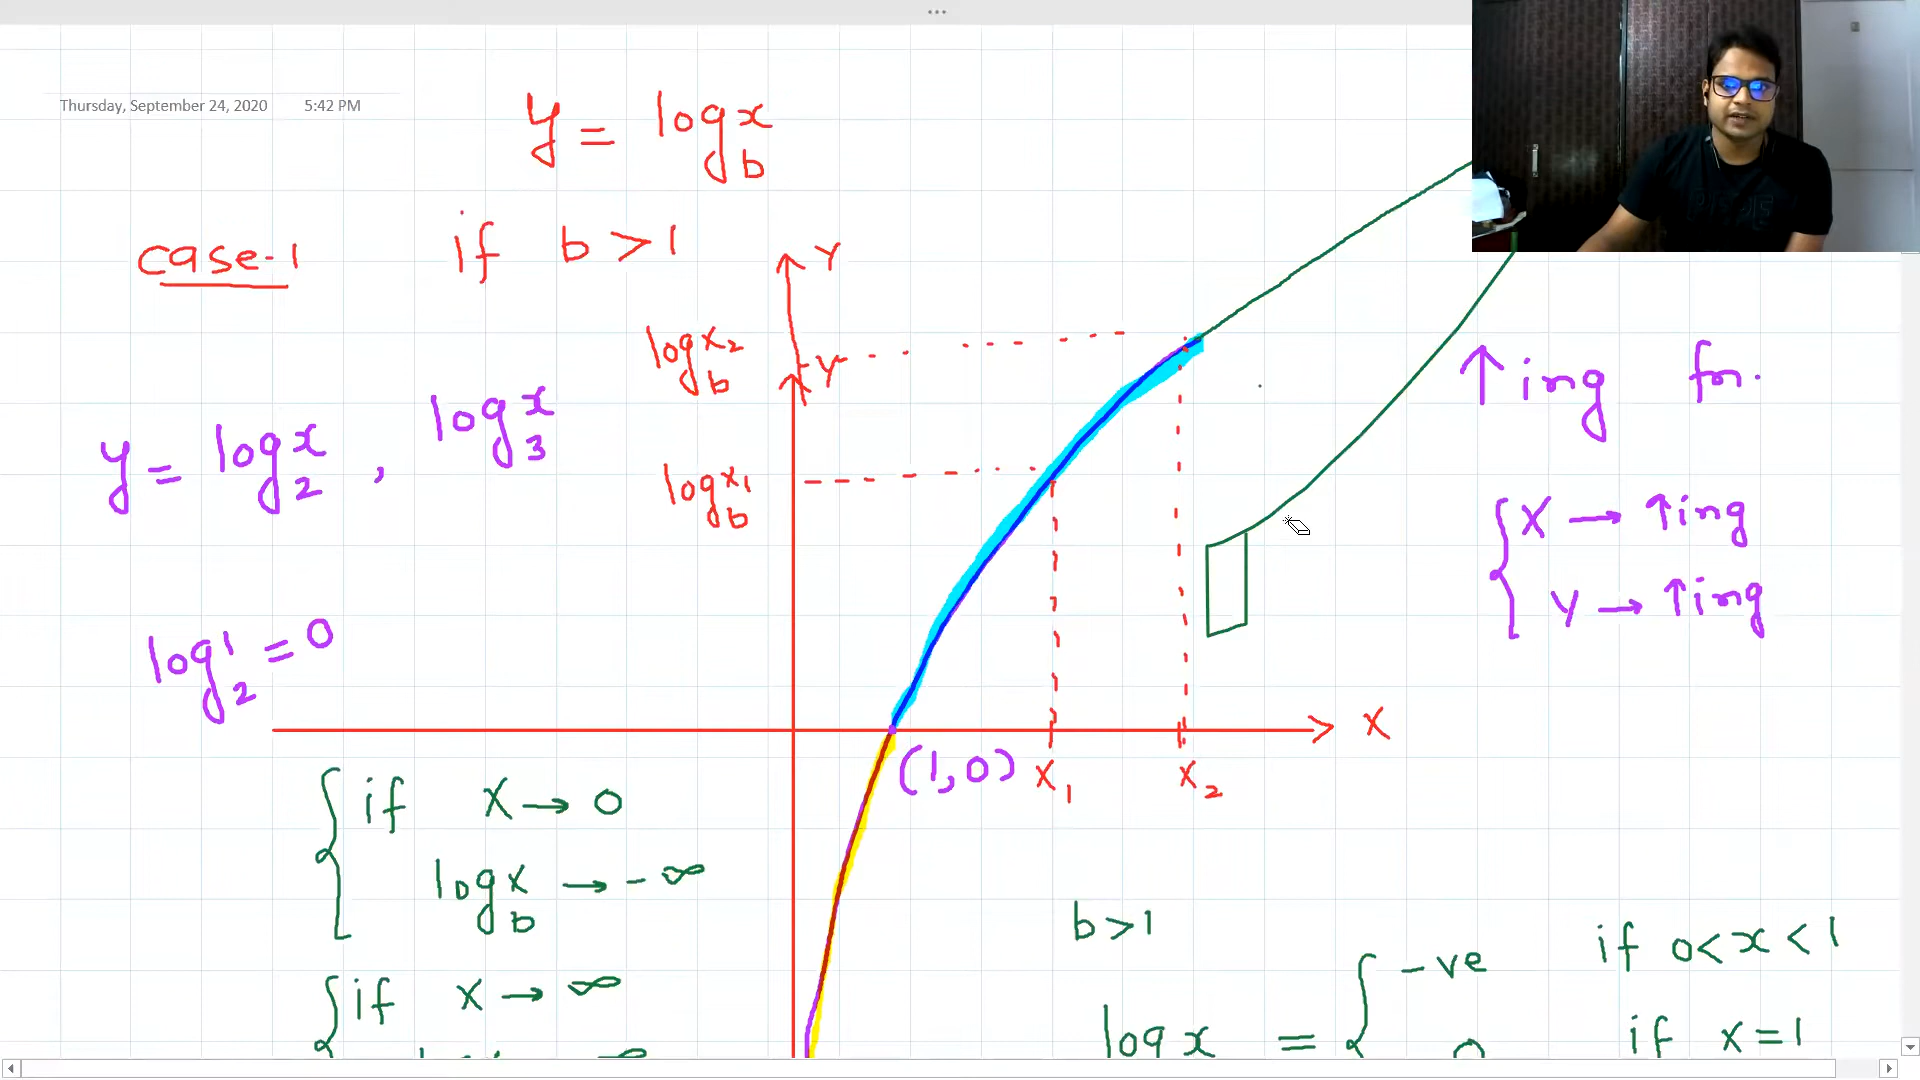 Thursday, September 24, 2020 5:42 PM
y = log_b x
case-1 if b > 1
Y
log_b x₂
Y
y = log_2 x , log_3 x
↑ing fn.
log_b x₁
X → ↑ing
Y → ↑ing
log_2 1 = 0
X
(1,0) X₁ X₂
if X → 0
log_b x → -∞
b > 1
-ve if 0 < x < 1
if X → ∞
log x = 0 if x = 1